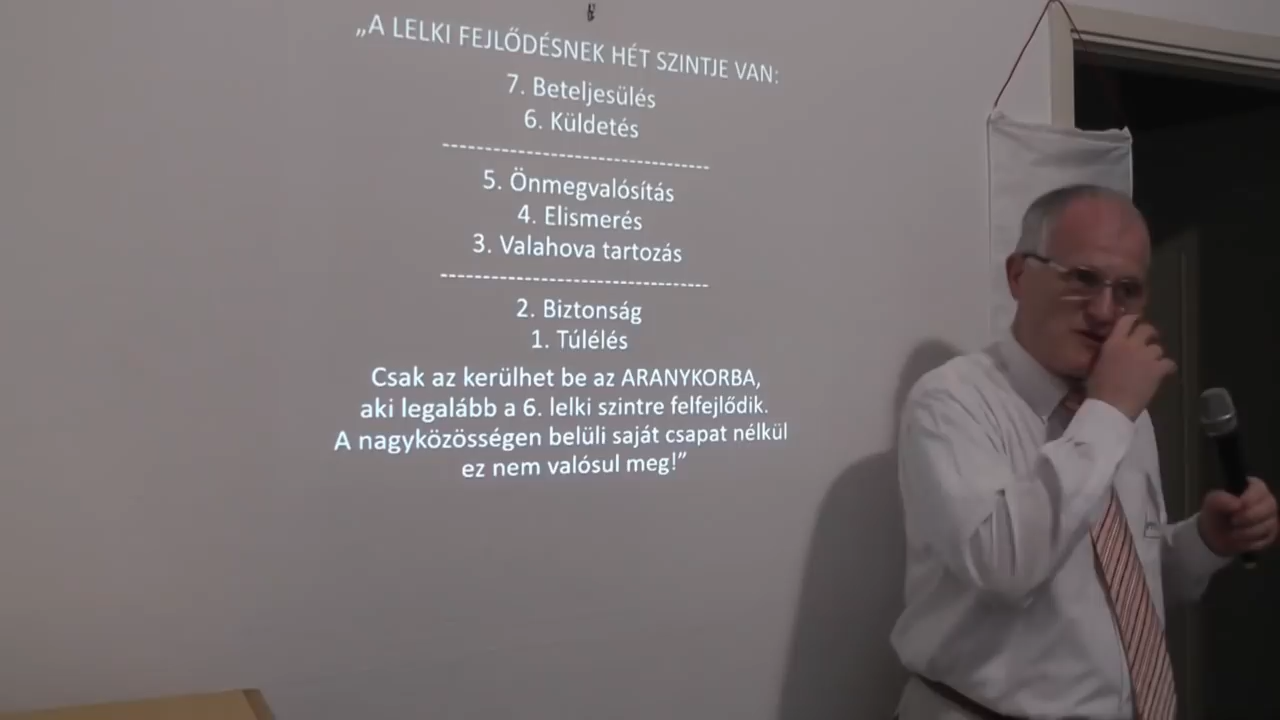 „A LELKI FEJLŐDÉSNEK HÉT SZINTJE VAN:
7. Beteljesülés
6. Küldetés
-------------------------------
5. Önmegvalósítás
4. Elismerés
3. Valahova tartozás
-------------------------------
2. Biztonság
1. Túlélés
Csak az kerülhet be az ARANYKORBA,
aki legalább a 6. lelki szintre felfejlődik.
A nagyközösségen belüli saját csapat nélkül
ez nem valósul meg!”